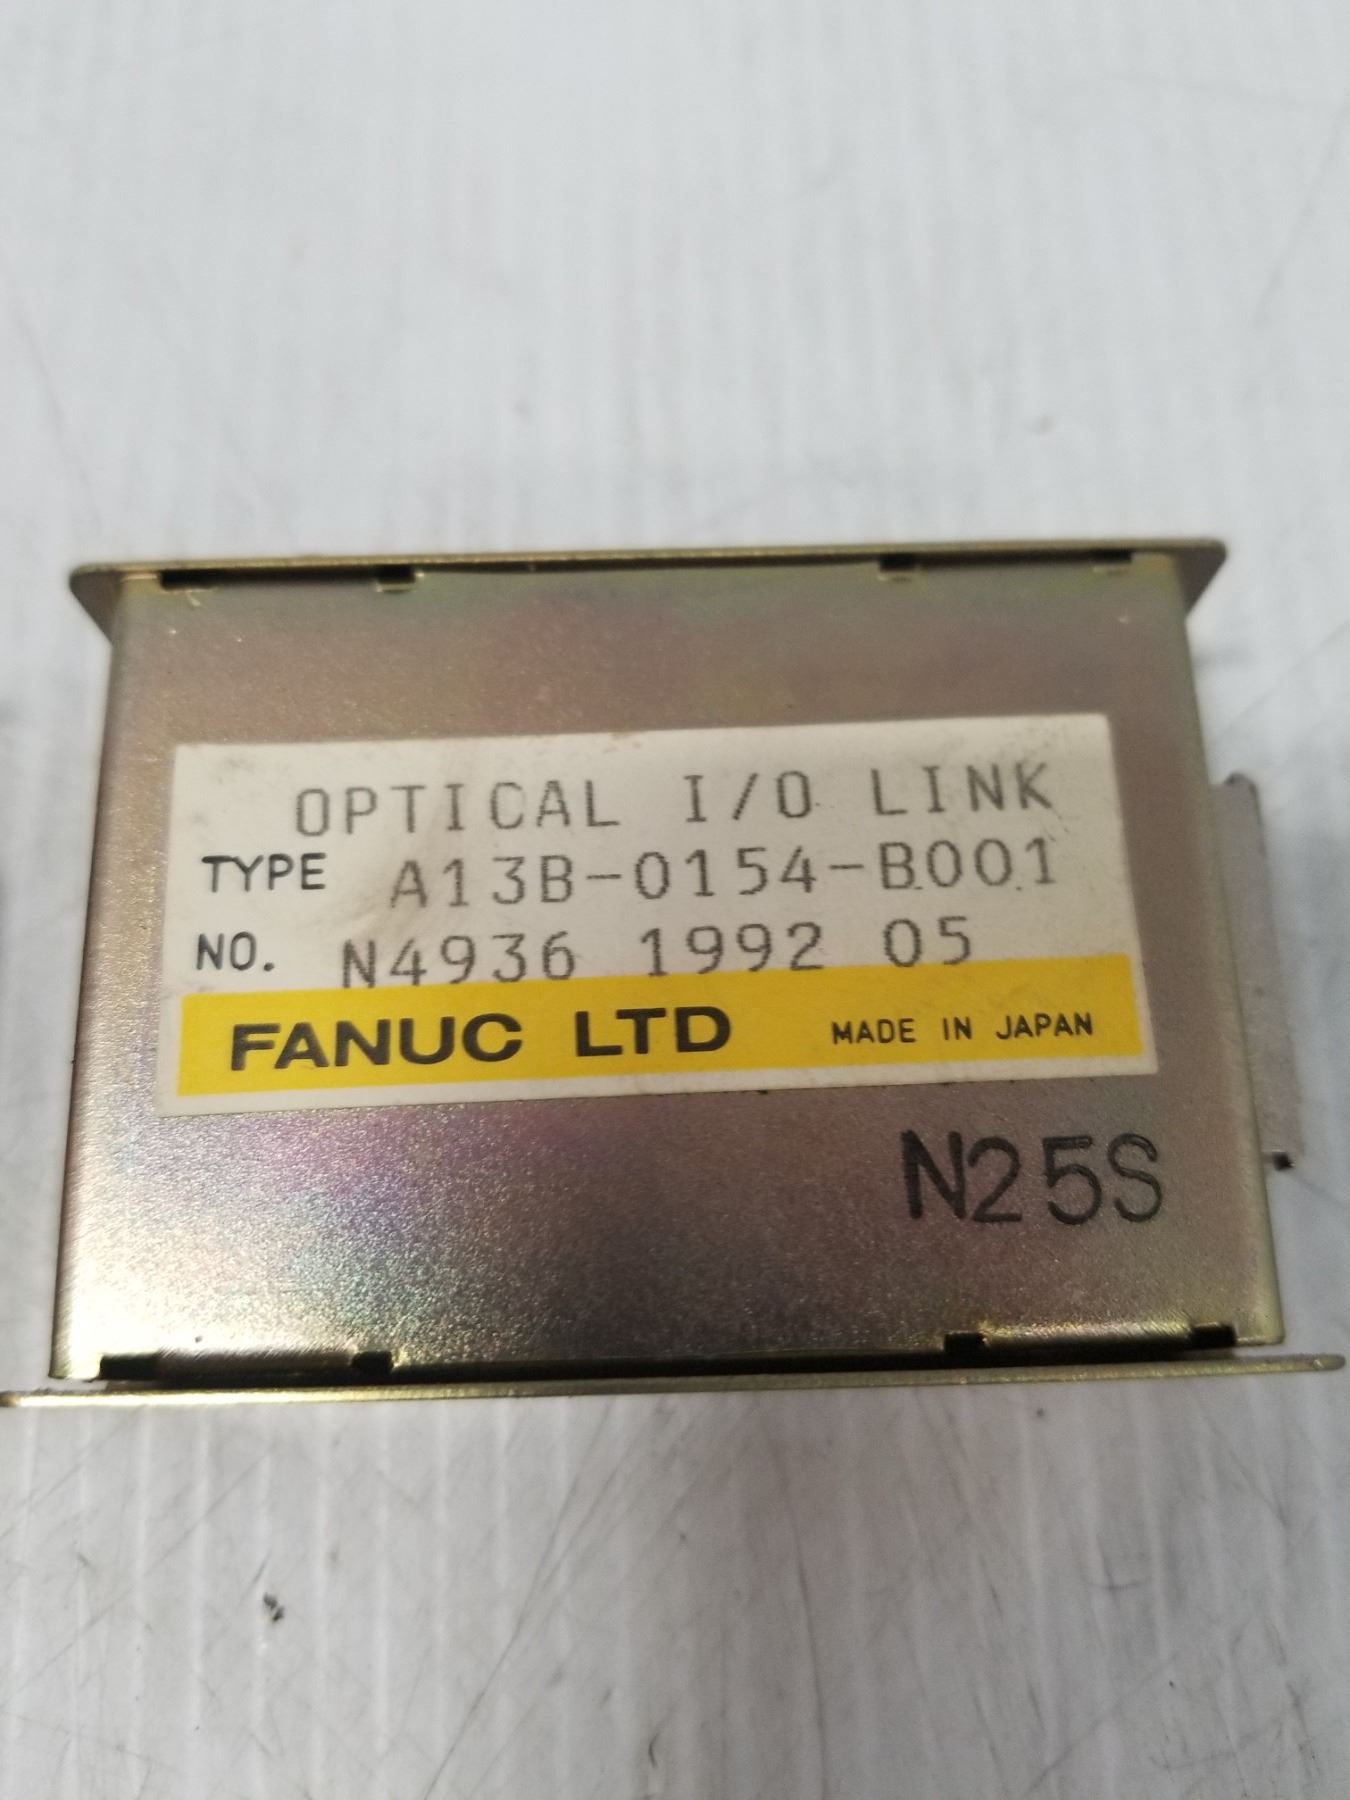 OPTICAL I/O LINK
TYPE A13B-0154-B001
NO. N4936 1992 05
FANUC LTD MADE IN JAPAN
N25S